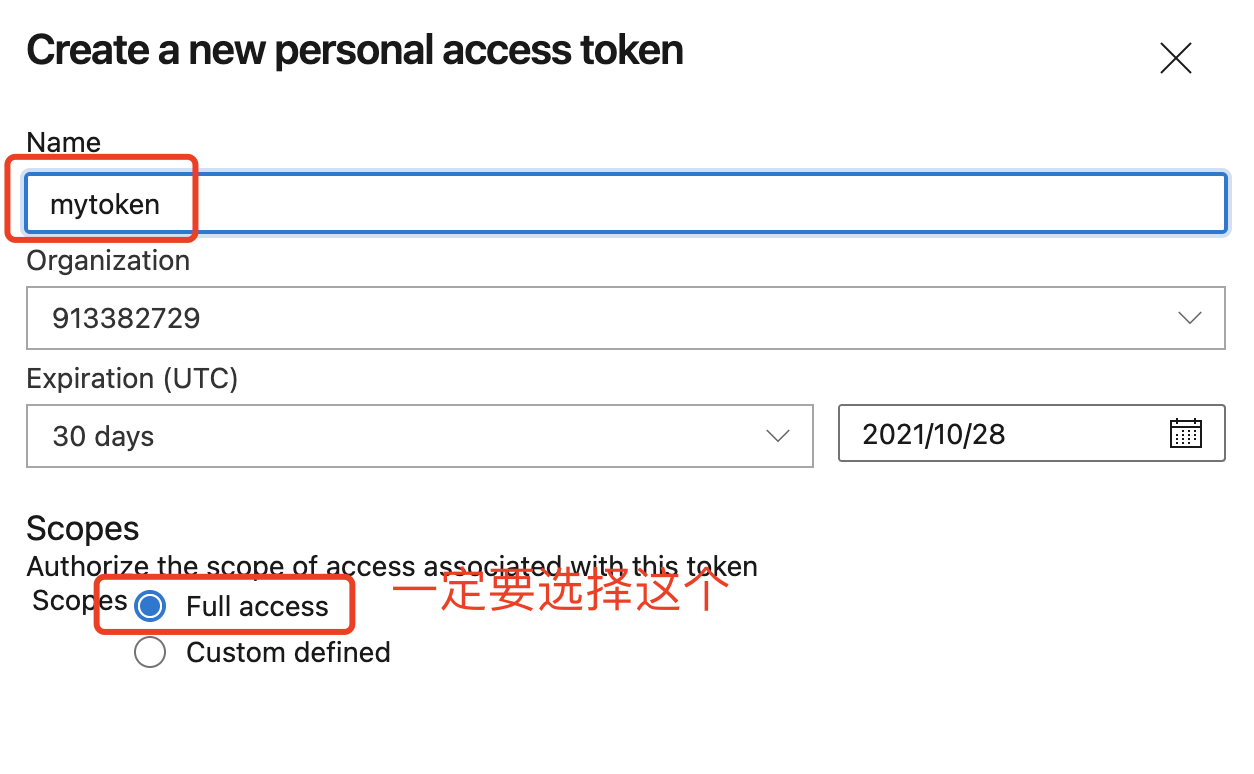 Create a new personal access token
Name
mytoken
Organization
913382729
Expiration (UTC)
30 days
2021/10/28
Scopes
Authorize the scope of access associated with this token
Scopes
Full access
一定要选择这个
Custom defined